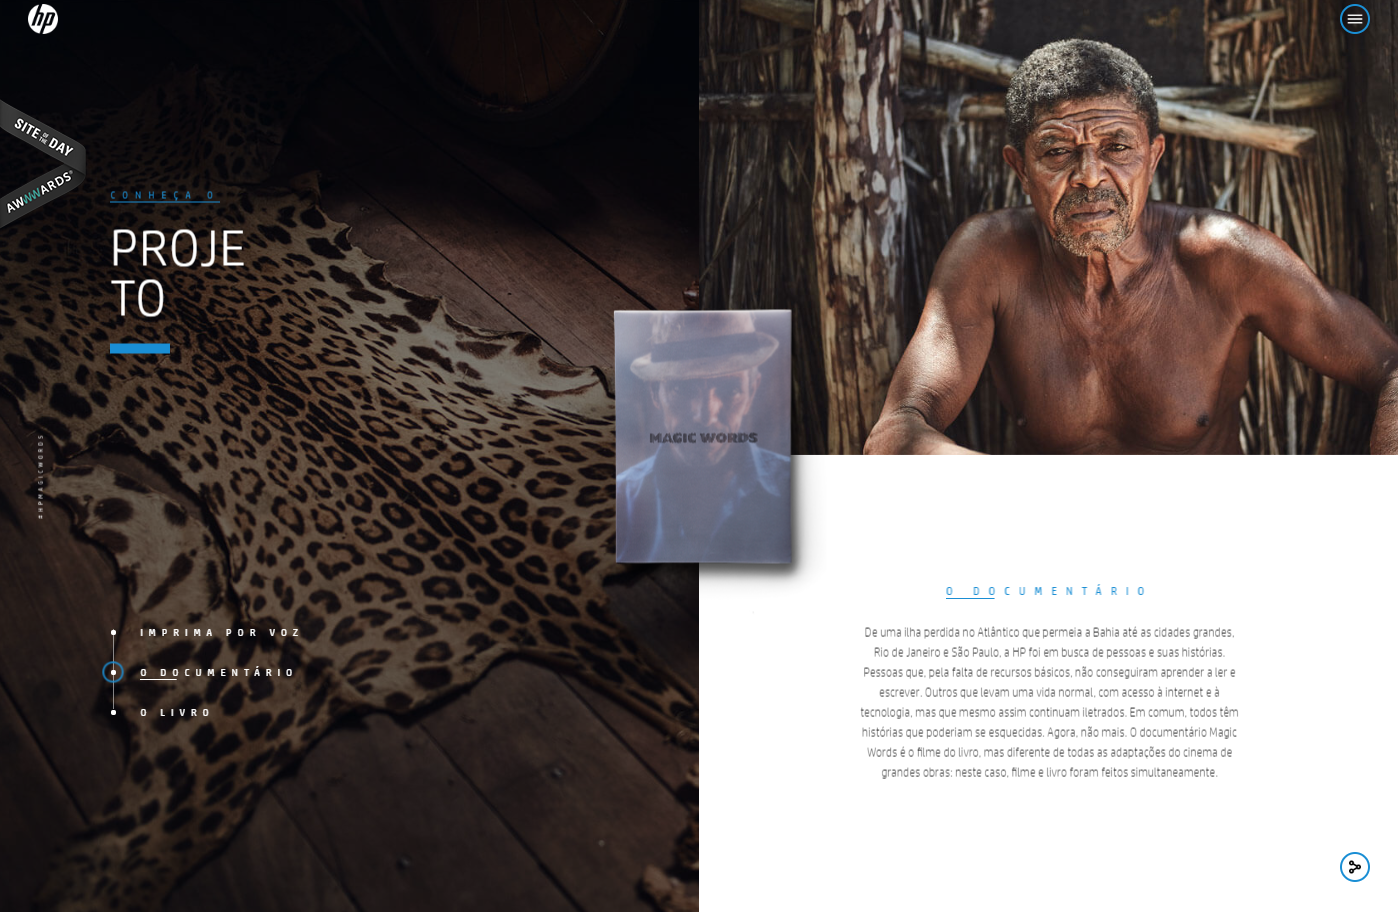 hp
SITE OF THE DAY
AWWWARDS
CONHEÇA O
PROJE
TO
#HPMAGICWORDS
MAGIC WORDS
IMPRIMA POR VOZ
O DOCUMENTÁRIO
O LIVRO
O DOCUMENTÁRIO
De uma ilha perdida no Atlântico que permeia a Bahia até as cidades grandes,
Rio de Janeiro e São Paulo, a HP foi em busca de pessoas e suas histórias.
Pessoas que, pela falta de recursos básicos, não conseguiram aprender a ler e
escrever. Outros que levam uma vida normal, com acesso à internet e à
tecnologia, mas que mesmo assim continuam iletrados. Em comum, todos têm
histórias que poderiam se esquecidas. Agora, não mais. O documentário Magic
Words é o filme do livro, mas diferente de todas as adaptações do cinema de
grandes obras: neste caso, filme e livro foram feitos simultaneamente.